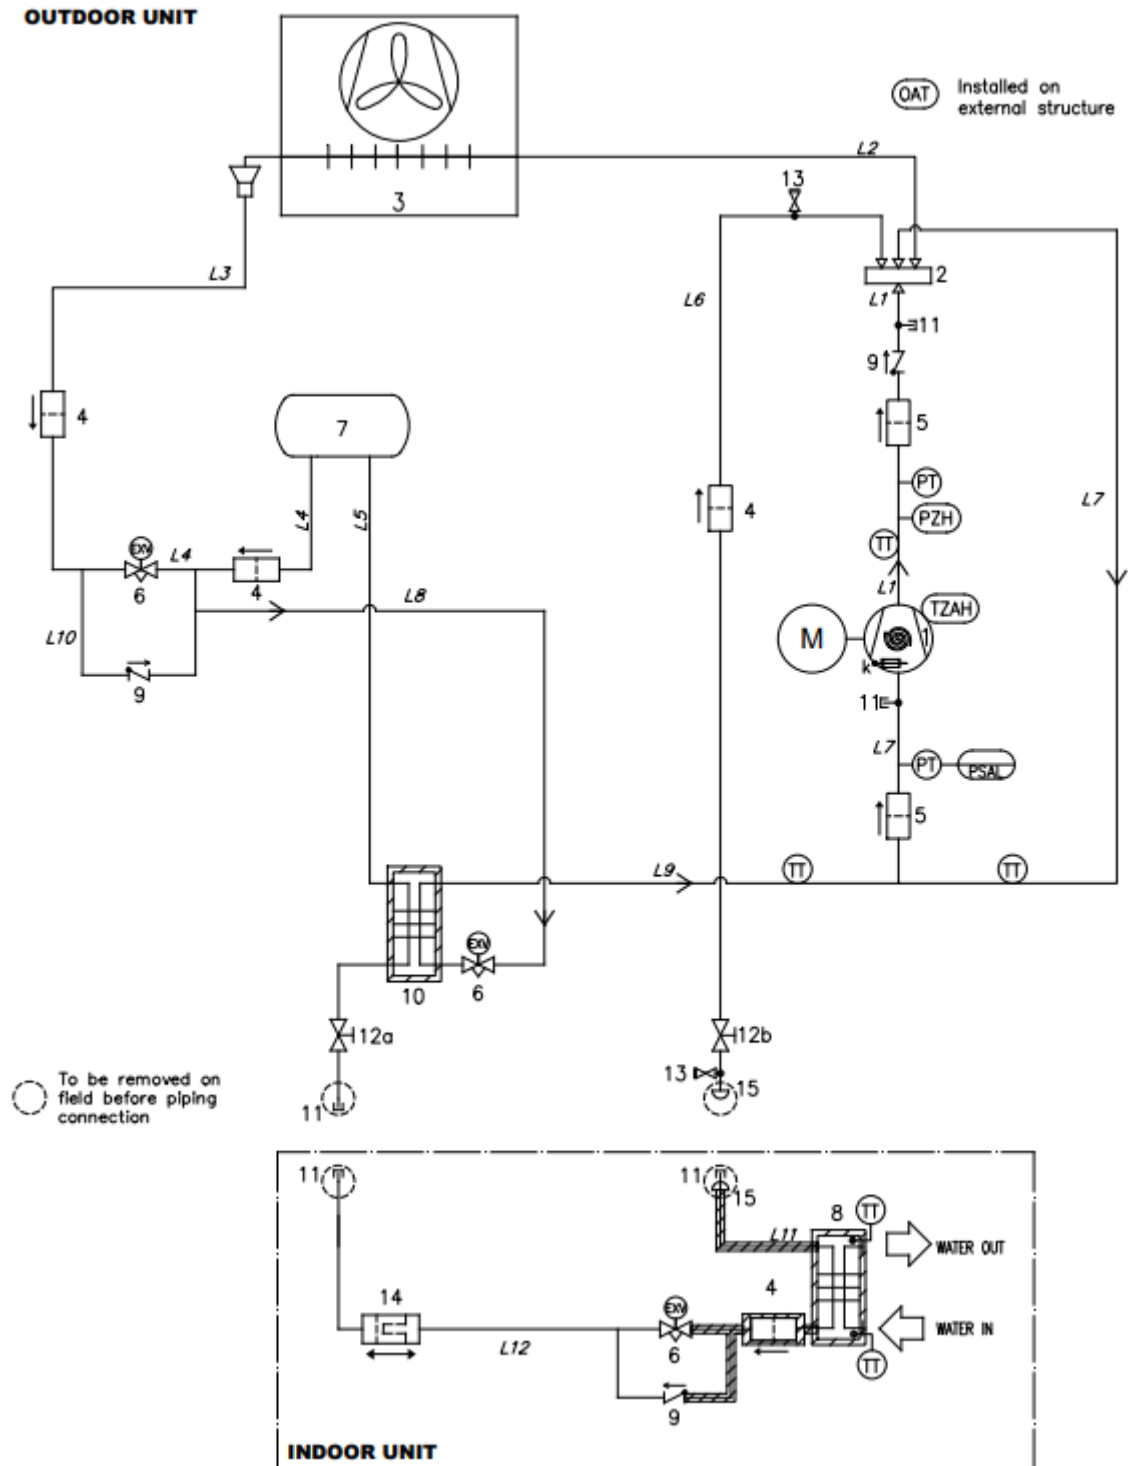 OUTDOOR UNIT
OAT
Installed on
external structure
L2
13
3
2
L3
L6
L1
11
9
4
7
5
PT
L4
L5
4
L7
PZH
TT
EXV
L4
4
6
L1
L8
TZAH
L10
M
1
k
9
11
L7
PT
PSAL
5
L9
TT
TT
EXV
10
6
12a
12b
To be removed on
field before piping
connection
13
15
11
11
11
15
8
TT
L11
WATER OUT
14
4
EXV
WATER IN
L12
6
TT
9
INDOOR UNIT